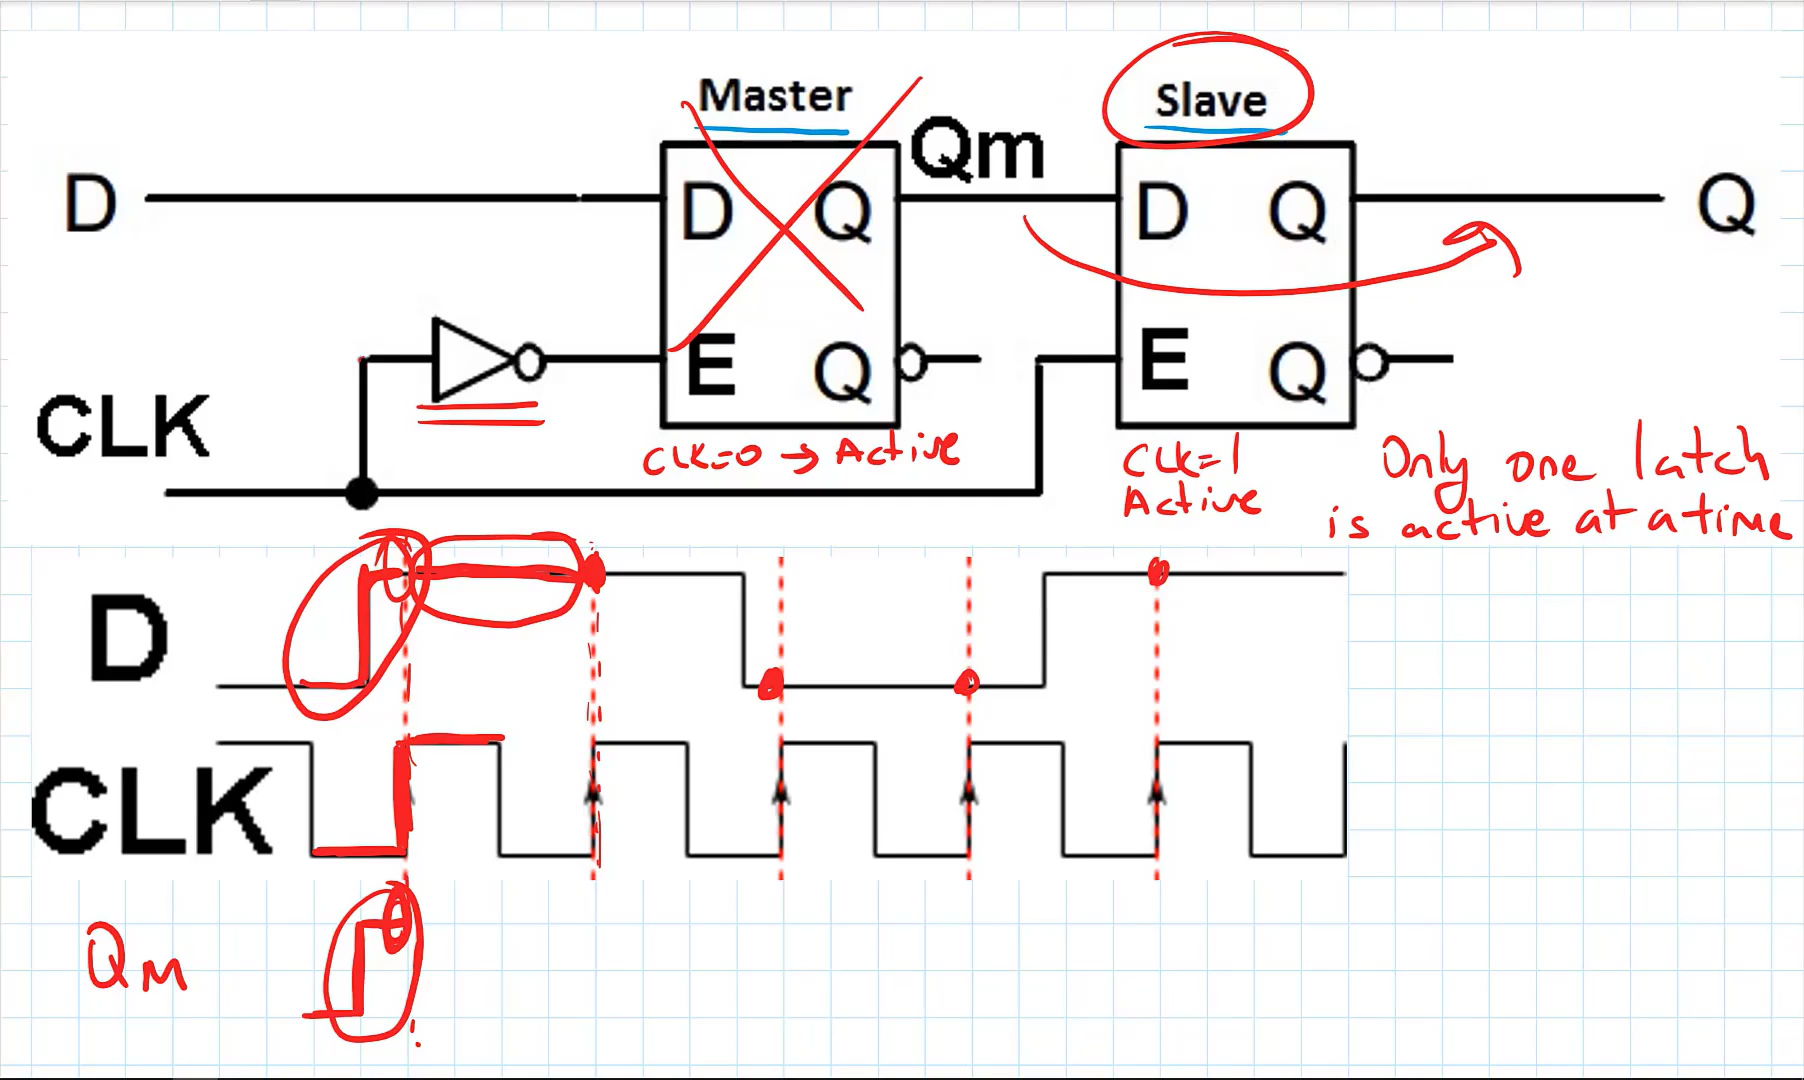 Master
Slave
Qm
D
D Q
D Q
Q
E Q
E Q
CLK
CLK=0 → Active
CLK=1
Active
Only one latch
is active at a time
D
CLK
QM